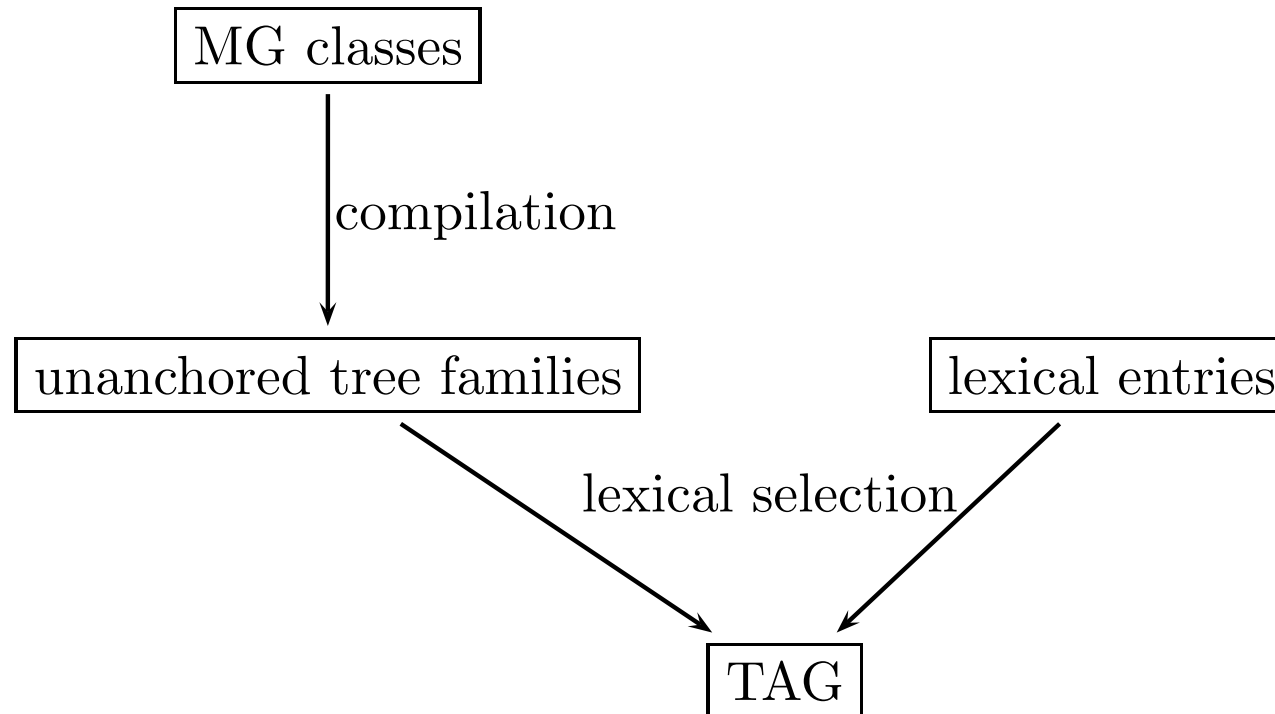 MG classes
compilation
unanchored tree families
lexical entries
lexical selection
TAG